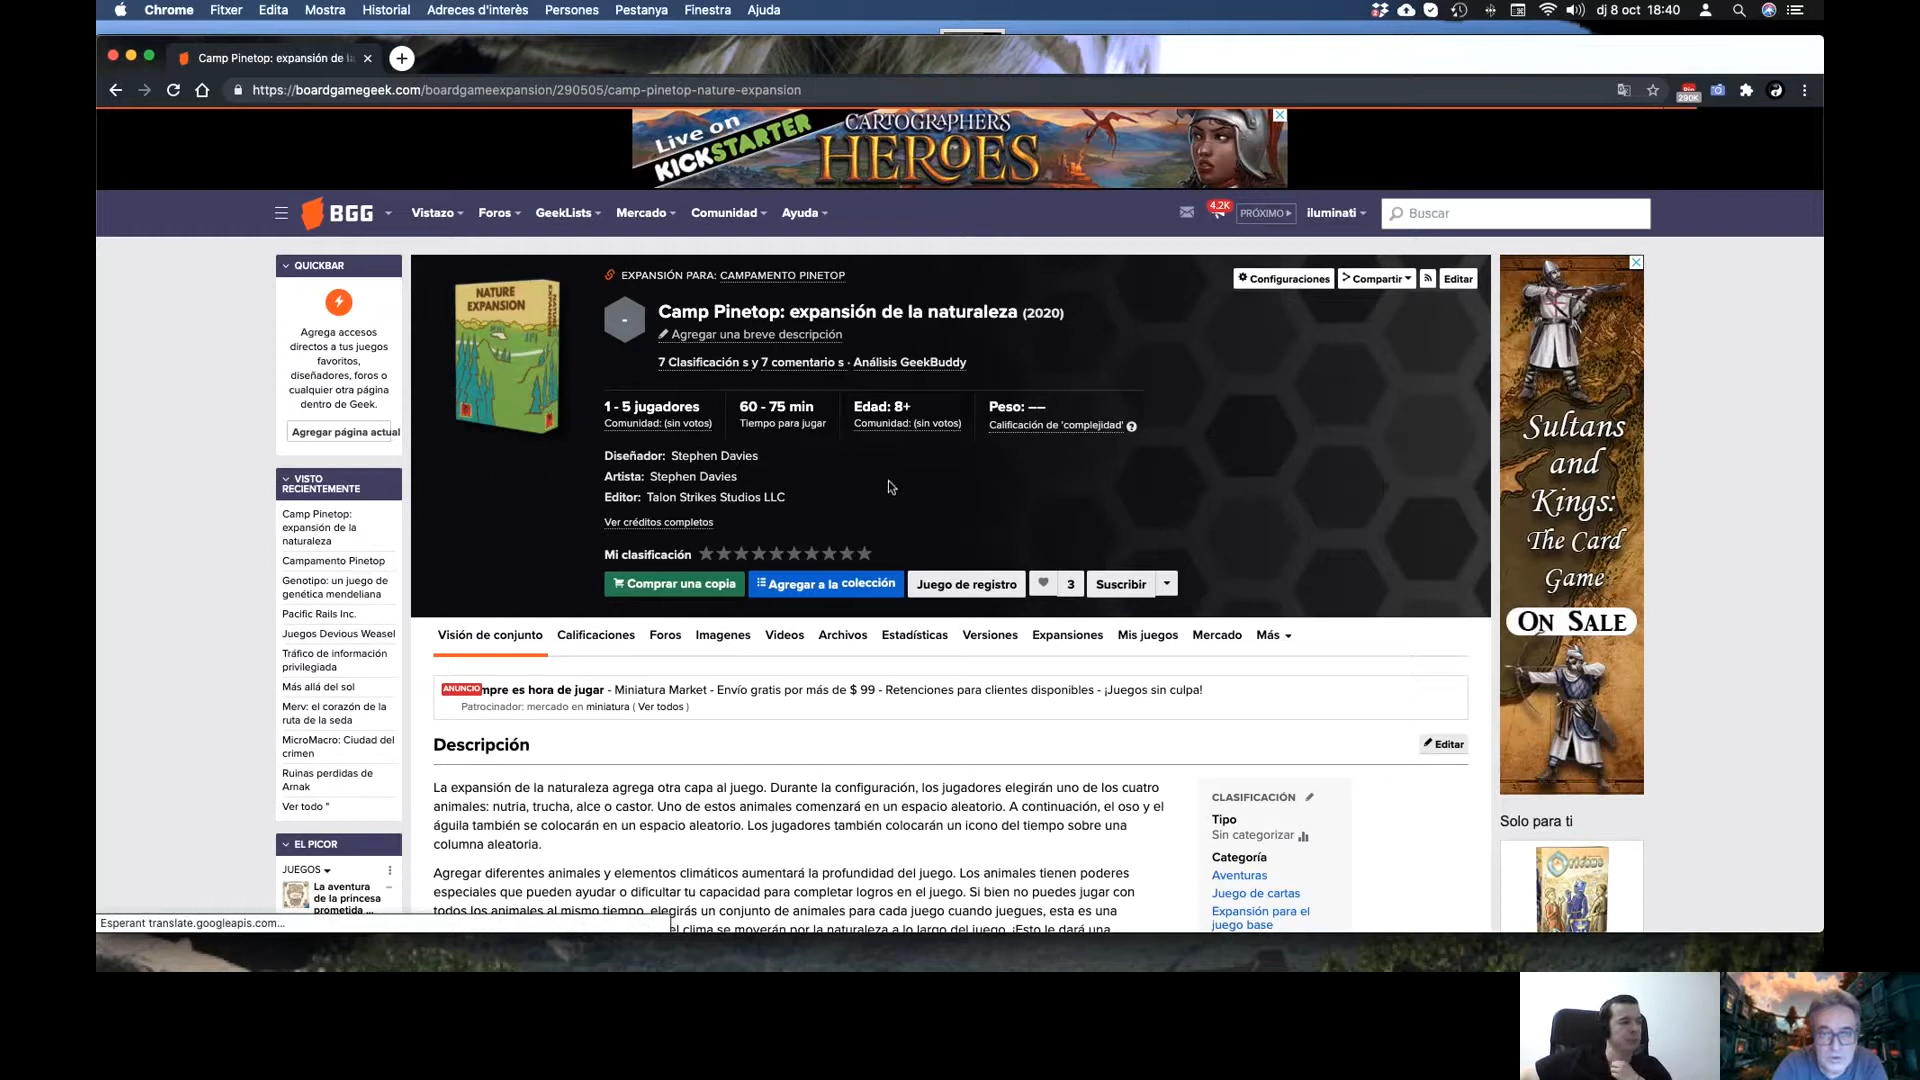 Chrome Fitxer Edita Mostra Historial Adreces d'interès Persones Pestanya Finestra Ajuda
dj 8 oct 18:40
Camp Pinetop: expansión de la
https://boardgamegeek.com/boardgameexpansion/290505/camp-pinetop-nature-expansion
290K
Live on
KICKSTARTER
CARTOGRAPHERS
HEROES
BGG Vistazo Foros GeekLists Mercado Comunidad Ayuda
4.2K
PRÓXIMO
iluminati
Buscar
QUICKBAR
Agrega accesos
directos a tus juegos
favoritos,
diseñadores, foros o
cualquier otra página
dentro de Geek.
Agregar página actual
VISTO
RECIENTEMENTE
Camp Pinetop:
expansión de la
naturaleza
Campamento Pinetop
Genotipo: un juego de
genética mendeliana
Pacific Rails Inc.
Juegos Devious Weasel
Tráfico de información
privilegiada
Más allá del sol
Merv: el corazón de la
ruta de la seda
MicroMacro: Ciudad del
crimen
Ruinas perdidas de
Arnak
Ver todo "
EL PICOR
JUEGOS
La aventura
de la princesa
prometida ...
Esperant translate.googleapis.com...
NATURE
EXPANSION
EXPANSIÓN PARA: CAMPAMENTO PINETOP
Configuraciones
Compartir
Editar
-
Camp Pinetop: expansión de la naturaleza (2020)
Agregar una breve descripción
7 Clasificación s y 7 comentario s · Análisis GeekBuddy
1 - 5 jugadores
Comunidad: (sin votos)
60 - 75 min
Tiempo para jugar
Edad: 8+
Comunidad: (sin votos)
Peso: —–
Calificación de 'complejidad'
Diseñador: Stephen Davies
Artista: Stephen Davies
Editor: Talon Strikes Studios LLC
Ver créditos completos
Mi clasificación
Comprar una copia
Agregar a la colección
Juego de registro
3
Suscribir
Visión de conjunto Calificaciones Foros Imagenes Videos Archivos Estadísticas Versiones Expansiones Mis juegos Mercado Más
ANUNCIO mpre es hora de jugar - Miniatura Market - Envío gratis por más de $ 99 - Retenciones para clientes disponibles - ¡Juegos sin culpa!
Patrocinador: mercado en miniatura ( Ver todos )
Descripción
Editar
La expansión de la naturaleza agrega otra capa al juego. Durante la configuración, los jugadores elegirán uno de los cuatro
animales: nutria, trucha, alce o castor. Uno de estos animales comenzará en un espacio aleatorio. A continuación, el oso y el
águila también se colocarán en un espacio aleatorio. Los jugadores también colocarán un icono del tiempo sobre una
columna aleatoria.
Agregar diferentes animales y elementos climáticos aumentará la profundidad del juego. Los animales tienen poderes
especiales que pueden ayudar o dificultar tu capacidad para completar logros en el juego. Si bien no puedes jugar con
todos los animales al mismo tiempo, elegirás un conjunto de animales para cada juego cuando juegues, esta es una
el clima se moverán por la naturaleza a lo largo del juego. ¡Esto le dará una
CLASIFICACIÓN
Tipo
Sin categorizar
Categoría
Aventuras
Juego de cartas
Expansión para el
juego base
Sultans
and
Kings:
The Card
Game
ON SALE
Solo para ti